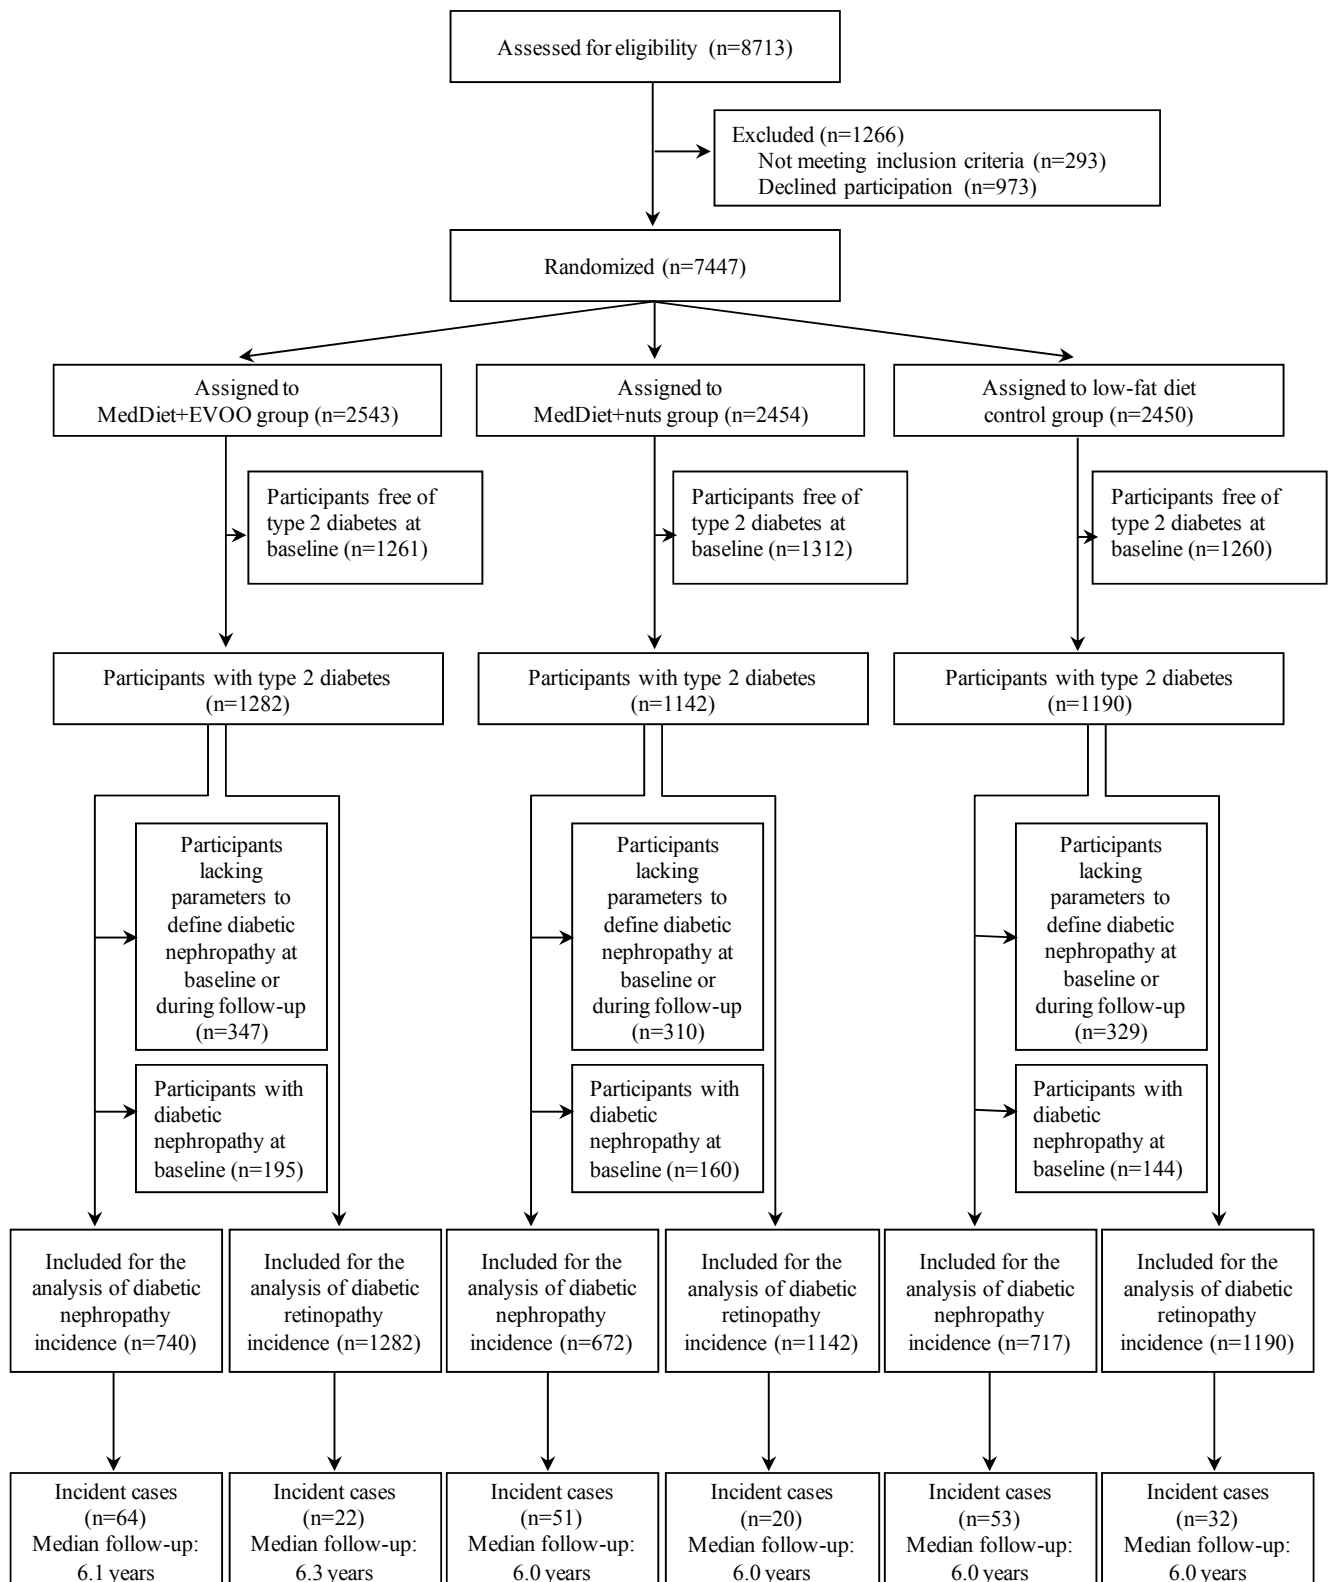 Assessed for eligibility (n=8713)
Excluded (n=1266)
Not meeting inclusion criteria (n=293)
Declined participation (n=973)
Randomized (n=7447)
Assigned to
MedDiet+EVOO group (n=2543)
Assigned to
MedDiet+nuts group (n=2454)
Assigned to low-fat diet
control group (n=2450)
Participants free of
type 2 diabetes at
baseline (n=1261)
Participants free of
type 2 diabetes at
baseline (n=1312)
Participants free of
type 2 diabetes at
baseline (n=1260)
Participants with type 2 diabetes
(n=1282)
Participants with type 2 diabetes
(n=1142)
Participants with type 2 diabetes
(n=1190)
Participants
lacking
parameters to
define diabetic
nephropathy at
baseline or
during follow-up
(n=347)
Participants
lacking
parameters to
define diabetic
nephropathy at
baseline or
during follow-up
(n=310)
Participants
lacking
parameters to
define diabetic
nephropathy at
baseline or
during follow-up
(n=329)
Participants with
diabetic
nephropathy at
baseline (n=195)
Participants with
diabetic
nephropathy at
baseline (n=160)
Participants with
diabetic
nephropathy at
baseline (n=144)
Included for the
analysis of diabetic
nephropathy
incidence (n=740)
Included for the
analysis of diabetic
retinopathy
incidence (n=1282)
Included for the
analysis of diabetic
nephropathy
incidence (n=672)
Included for the
analysis of diabetic
retinopathy
incidence (n=1142)
Included for the
analysis of diabetic
nephropathy
incidence (n=717)
Included for the
analysis of diabetic
retinopathy
incidence (n=1190)
Incident cases
(n=64)
Median follow-up:
6.1 years
Incident cases
(n=22)
Median follow-up:
6.3 years
Incident cases
(n=51)
Median follow-up:
6.0 years
Incident cases
(n=20)
Median follow-up:
6.0 years
Incident cases
(n=53)
Median follow-up:
6.0 years
Incident cases
(n=32)
Median follow-up:
6.0 years